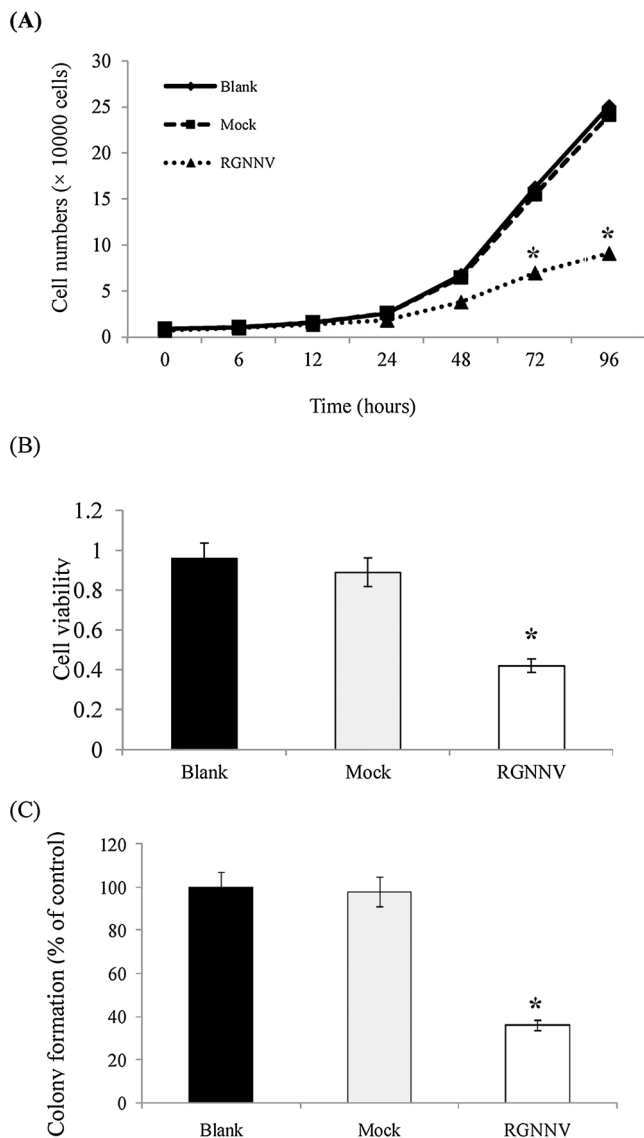 (A)
Cell numbers (× 10000 cells)
30
25
20
15
10
5
0
Blank
Mock
RGNNV
*
*
0 6 12 24 48 72 96
Time (hours)
(B)
Cell viability
1.2
1
0.8
0.6
0.4
0.2
0
*
Blank Mock RGNNV
(C)
Colony formation (% of control)
120
100
80
60
40
20
0
*
Blank Mock RGNNV